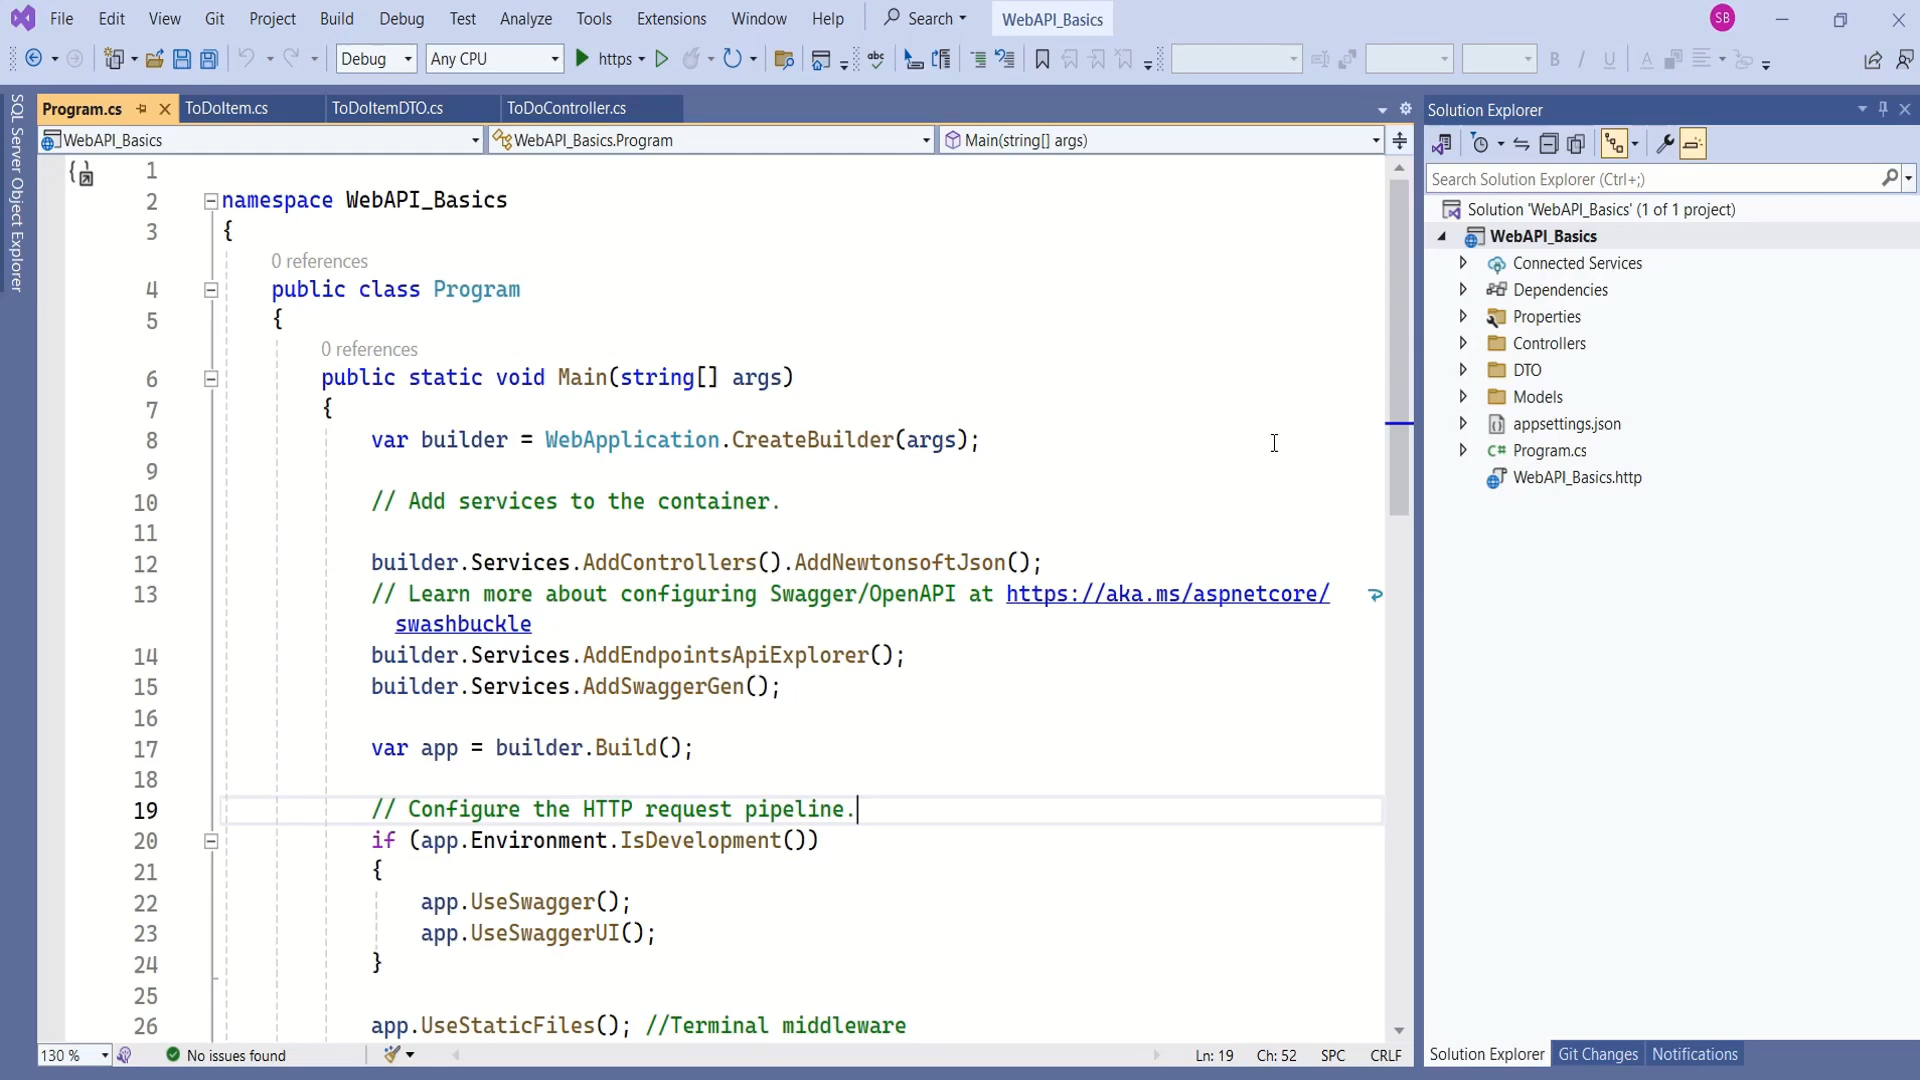 File Edit View Git Project Build Debug Test Analyze Tools Extensions Window Help Search WebAPI_Basics SB
Debug Any CPU https
SQL Server Object Explorer
Program.cs ToDoItem.cs ToDoItemDTO.cs ToDoController.cs
WebAPI_Basics WebAPI_Basics.Program Main(string[] args)
1
2 namespace WebAPI_Basics
3 {
0 references
4 public class Program
5 {
0 references
6 public static void Main(string[] args)
7 {
8 var builder = WebApplication.CreateBuilder(args);
9
10 // Add services to the container.
11
12 builder.Services.AddControllers().AddNewtonsoftJson();
13 // Learn more about configuring Swagger/OpenAPI at https://aka.ms/aspnetcore/
swashbuckle
14 builder.Services.AddEndpointsApiExplorer();
15 builder.Services.AddSwaggerGen();
16
17 var app = builder.Build();
18
19 // Configure the HTTP request pipeline.
20 if (app.Environment.IsDevelopment())
21 {
22 app.UseSwagger();
23 app.UseSwaggerUI();
24 }
25
26 app.UseStaticFiles(); //Terminal middleware
130 % No issues found Ln: 19 Ch: 52 SPC CRLF
Solution Explorer
Search Solution Explorer (Ctrl+;)
Solution 'WebAPI_Basics' (1 of 1 project)
WebAPI_Basics
Connected Services
Dependencies
Properties
Controllers
DTO
Models
appsettings.json
C# Program.cs
WebAPI_Basics.http
Solution Explorer Git Changes Notifications